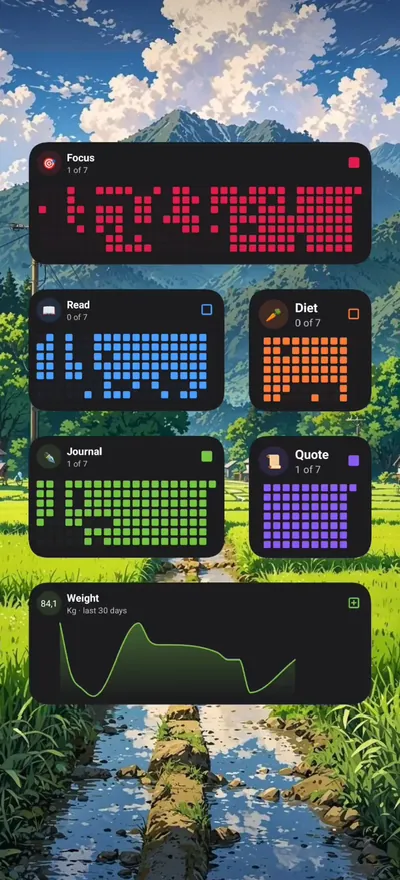 Focus
1 of 7
Read
0 of 7
Diet
0 of 7
Journal
1 of 7
Quote
1 of 7
84,1
Weight
Kg · last 30 days